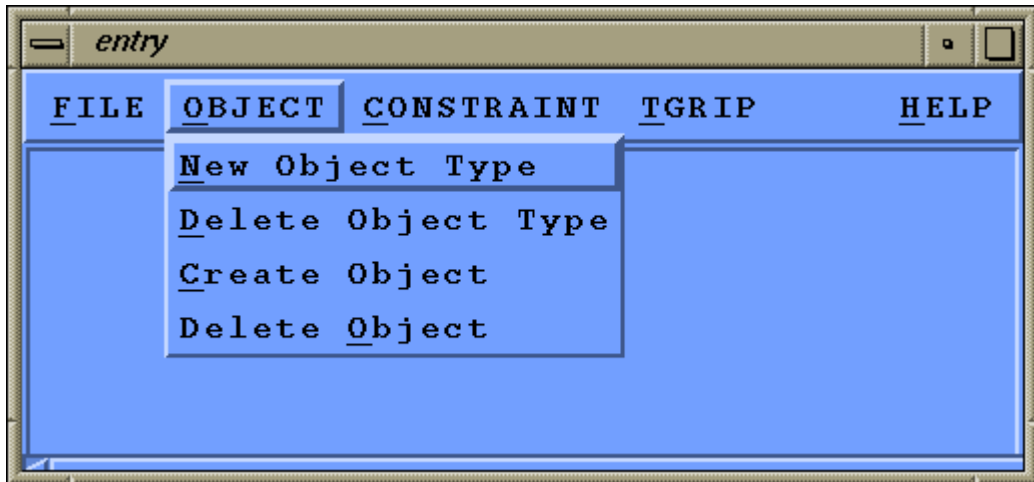 entry
FILE OBJECT CONSTRAINT TGRIP HELP
New Object Type
Delete Object Type
Create Object
Delete Object